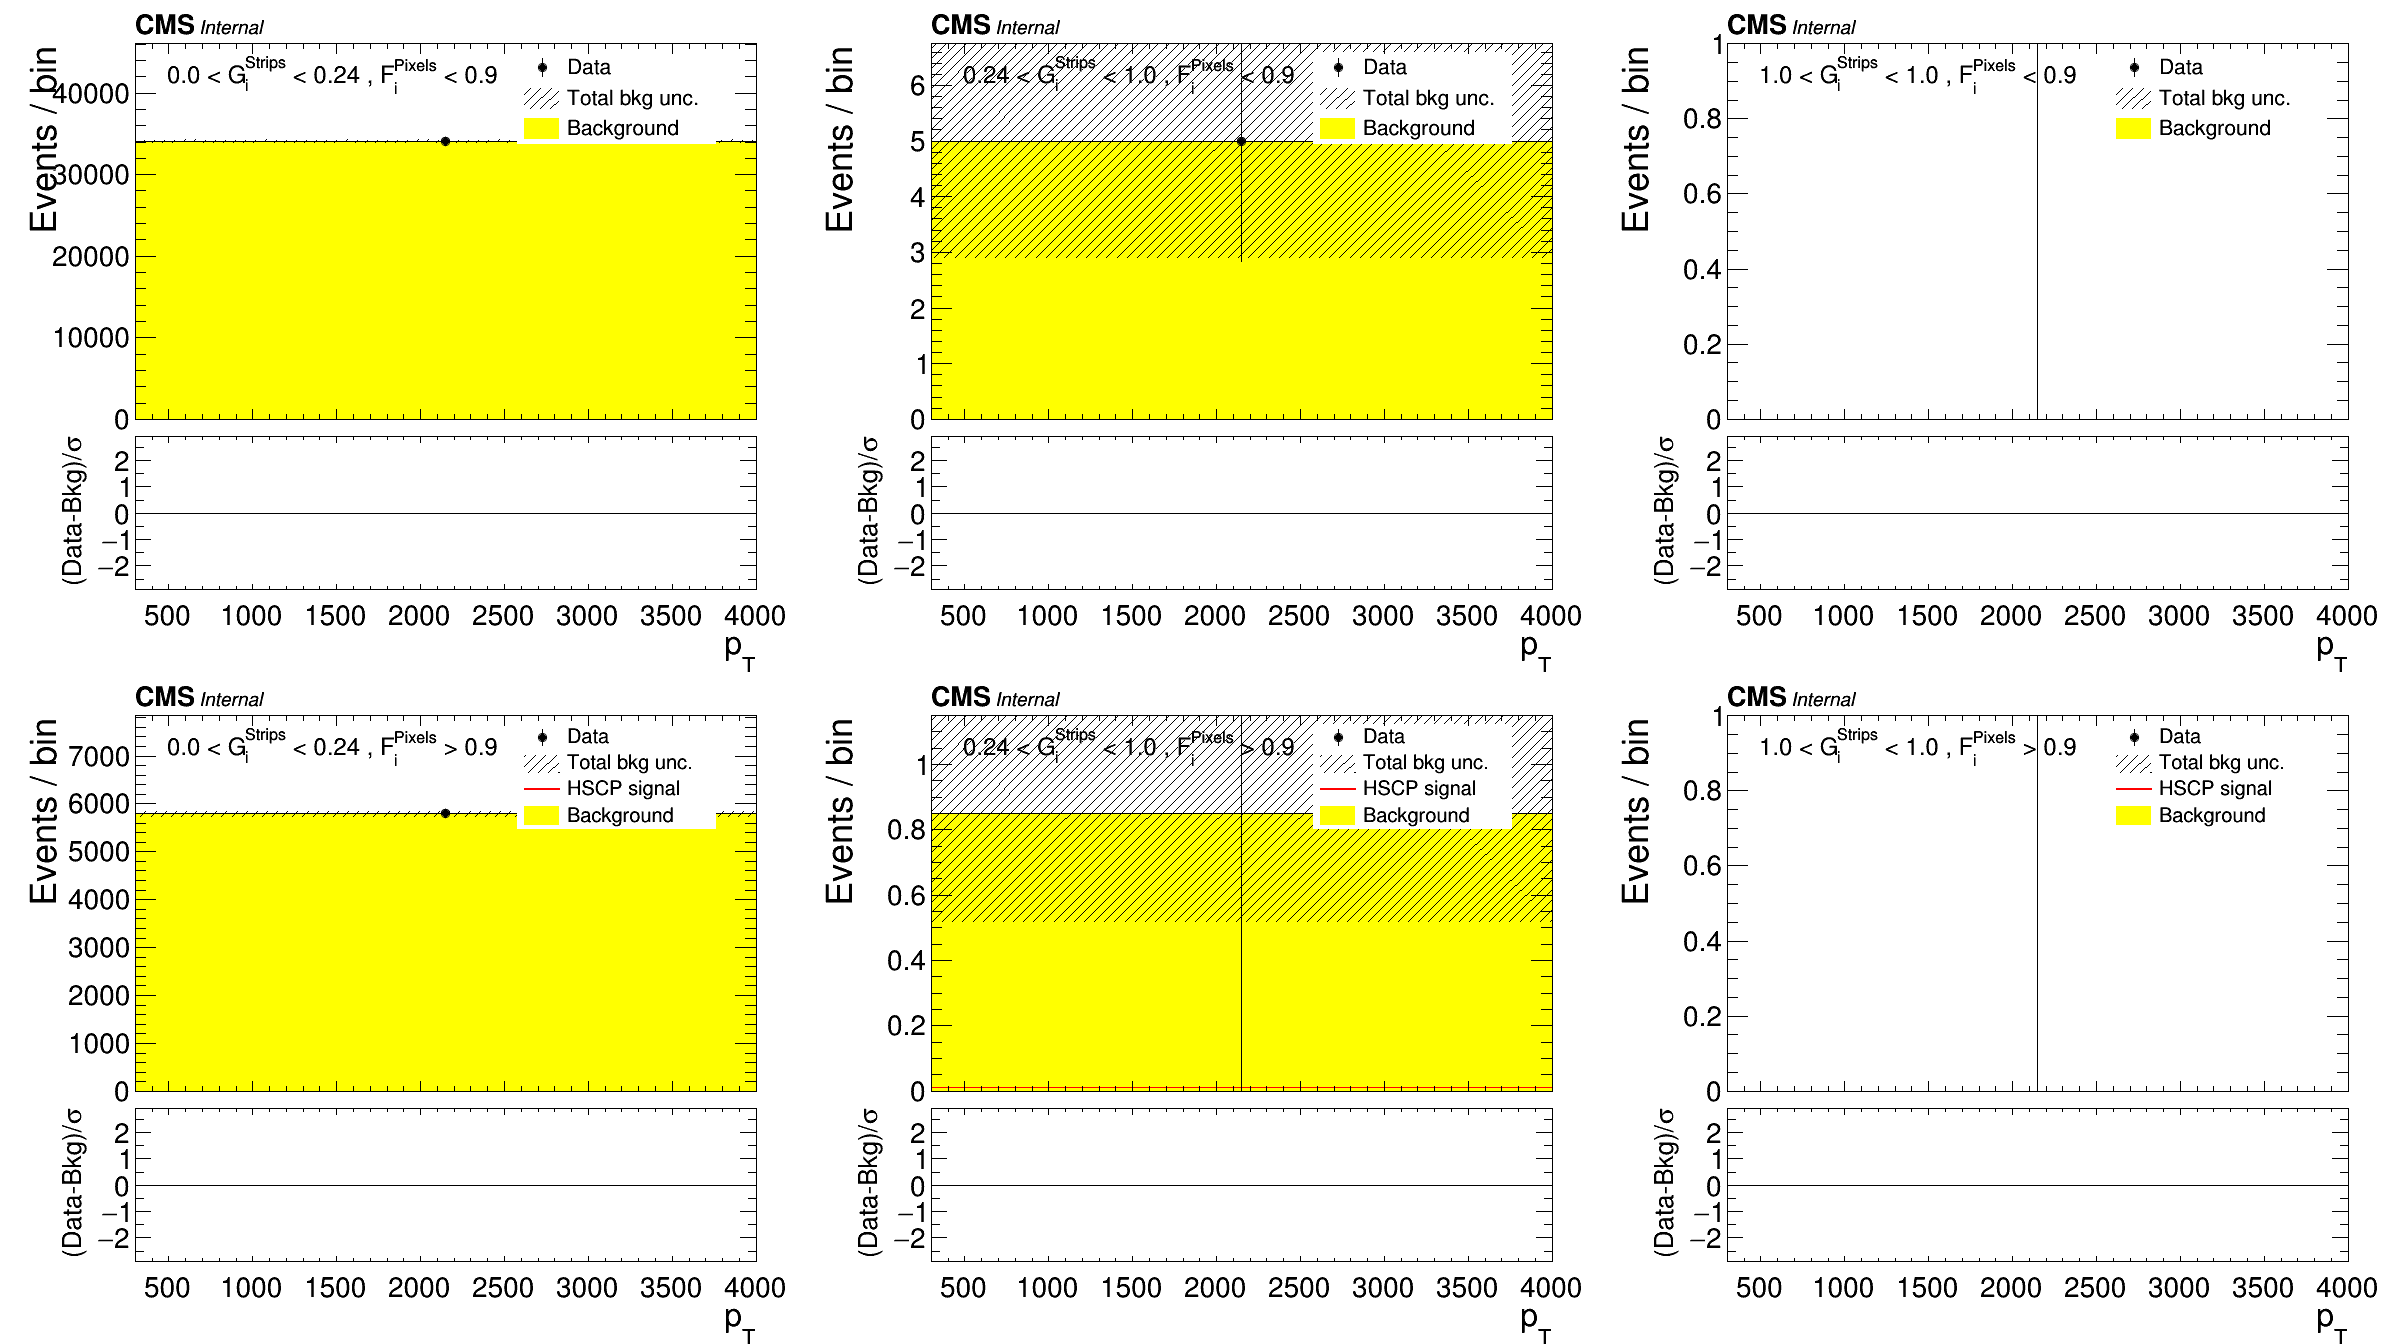 CMS Internal
Events / bin
0.0 < G_i^Strips < 0.24 , F_i^Pixels < 0.9
Data
Total bkg unc.
Background
40000
30000
20000
10000
0
(Data-Bkg)/σ
2
1
0
−1
−2
500 1000 1500 2000 2500 3000 3500 4000
p_T
CMS Internal
Events / bin
0.24 < G_i^Strips < 1.0 , F_i^Pixels < 0.9
Data
Total bkg unc.
Background
6
5
4
3
2
1
0
(Data-Bkg)/σ
2
1
0
−1
−2
500 1000 1500 2000 2500 3000 3500 4000
p_T
CMS Internal
Events / bin
1.0 < G_i^Strips < 1.0 , F_i^Pixels < 0.9
Data
Total bkg unc.
Background
1
0.8
0.6
0.4
0.2
0
(Data-Bkg)/σ
2
1
0
−1
−2
500 1000 1500 2000 2500 3000 3500 4000
p_T
CMS Internal
Events / bin
0.0 < G_i^Strips < 0.24 , F_i^Pixels > 0.9
Data
Total bkg unc.
HSCP signal
Background
7000
6000
5000
4000
3000
2000
1000
0
(Data-Bkg)/σ
2
1
0
−1
−2
500 1000 1500 2000 2500 3000 3500 4000
p_T
CMS Internal
Events / bin
0.24 < G_i^Strips < 1.0 , F_i^Pixels > 0.9
Data
Total bkg unc.
HSCP signal
Background
1
0.8
0.6
0.4
0.2
0
(Data-Bkg)/σ
2
1
0
−1
−2
500 1000 1500 2000 2500 3000 3500 4000
p_T
CMS Internal
Events / bin
1.0 < G_i^Strips < 1.0 , F_i^Pixels > 0.9
Data
Total bkg unc.
HSCP signal
Background
1
0.8
0.6
0.4
0.2
0
(Data-Bkg)/σ
2
1
0
−1
−2
500 1000 1500 2000 2500 3000 3500 4000
p_T